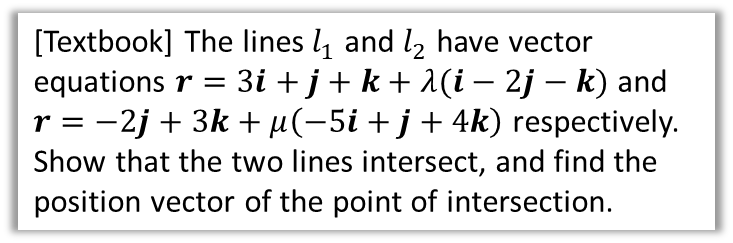 [Textbook] The lines 𝑙₁ and 𝑙₂ have vector
equations 𝒓 = 3𝒊 + 𝒋 + 𝒌 + 𝜆(𝒊 − 2𝒋 − 𝒌) and
𝒓 = −2𝒋 + 3𝒌 + 𝜇(−5𝒊 + 𝒋 + 4𝒌) respectively.
Show that the two lines intersect, and find the
position vector of the point of intersection.